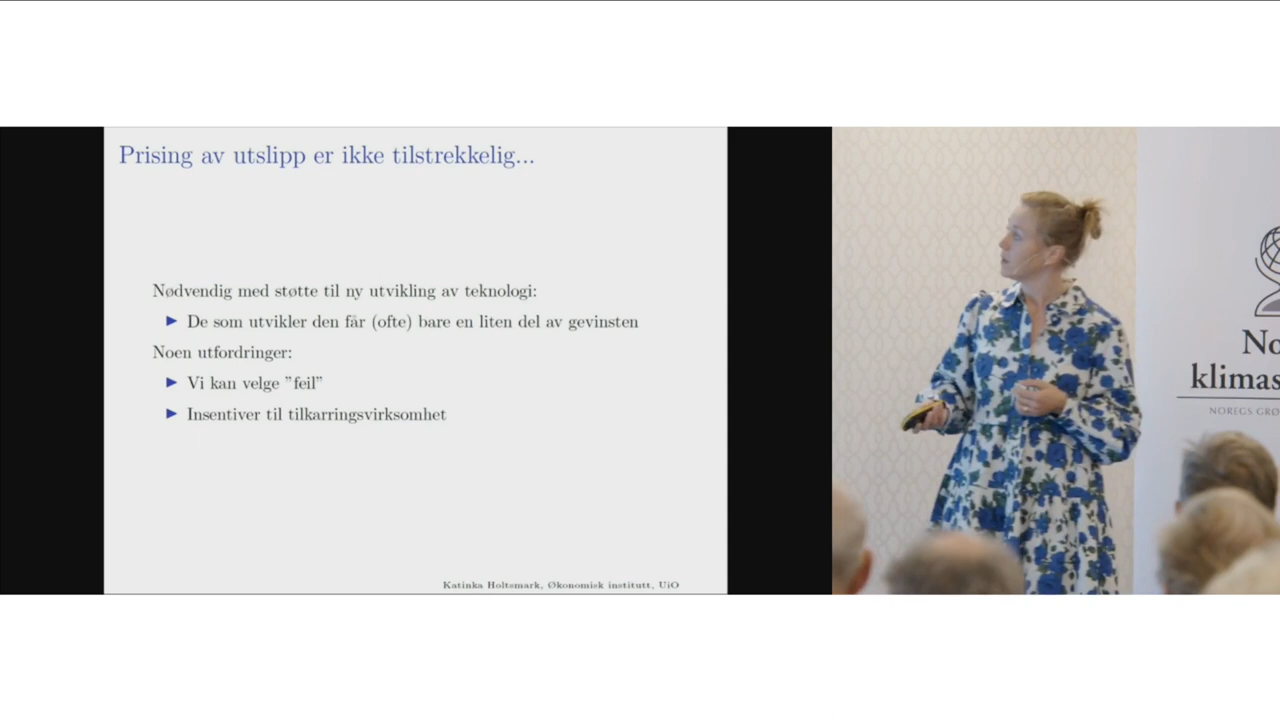 Prising av utslipp er ikke tilstrekkelig...
Nødvendig med støtte til ny utvikling av teknologi:
De som utvikler den får (ofte) bare en liten del av gevinsten
Noen utfordringer:
Vi kan velge "feil"
Insentiver til tilkarringsvirksomhet
Katinka Holtsmark, Økonomisk institutt, UiO
No
klimas
NOREGS GRØ